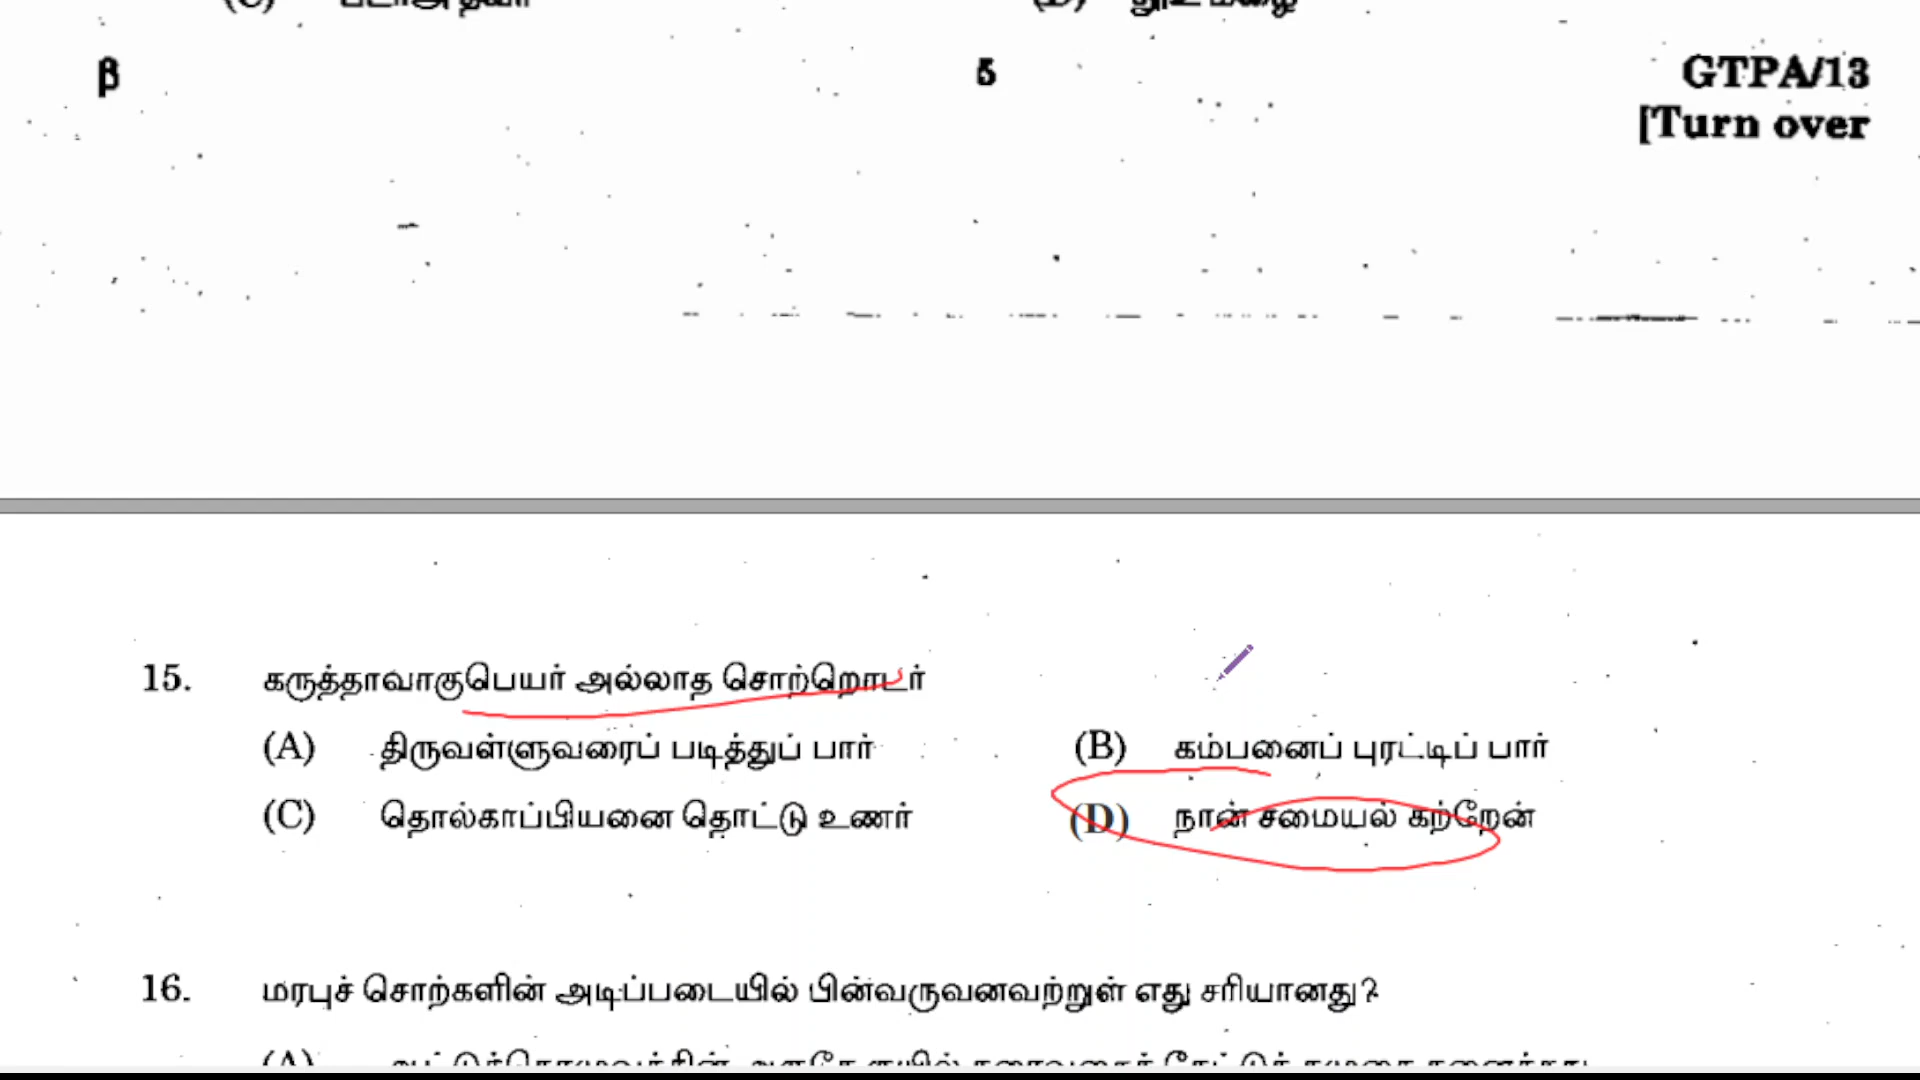 (C)
(D)
β 5 GTPA/13
[Turn over
15. கருத்தாவாகுபெயர் அல்லாத சொற்றொடர்
(A) திருவள்ளுவரைப் படித்துப் பார் (B) கம்பனைப் புரட்டிப் பார்
(C) தொல்காப்பியனை தொட்டு உணர் (D) நான் சமையல் கற்றேன்
16. மரபுச் சொற்களின் அடிப்படையில் பின்வருவனவற்றுள் எது சரியானது?
(A)